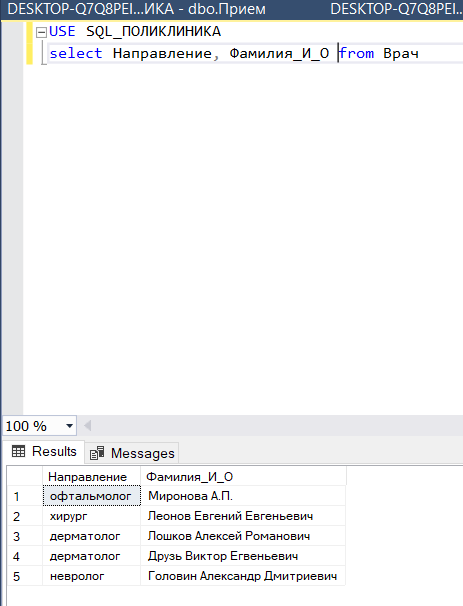 DESKTOP-Q7Q8PEI...ИКА - dbo.Прием DESKTOP-Q7Q8PEI...
USE SQL_ПОЛИКЛИНИКА
select Направление, Фамилия_И_О from Врач
100 %
Results Messages
Направление Фамилия_И_О
1 офтальмолог Миронова А.П.
2 хирург Леонов Евгений Евгеньевич
3 дерматолог Лошков Алексей Романович
4 дерматолог Друзь Виктор Егвеньевич
5 невролог Головин Александр Дмитриевич